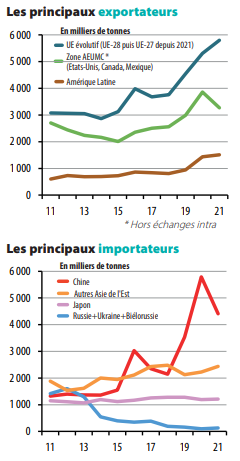 Les principaux exportateurs
En milliers de tonnes
6 000
5 000
4 000
3 000
2 000
1 000
0
UE évolutif (UE-28 puis UE-27 depuis 2021)
Zone AEUMC *
(États-Unis, Canada, Mexique)
Amérique Latine
11 13 15 17 19 21
* Hors échanges intra
Les principaux importateurs
En milliers de tonnes
6 000
5 000
4 000
3 000
2 000
1 000
0
Chine
Autres Asie de l'Est
Japon
Russie+Ukraine+Biélorussie
11 13 15 17 19 21